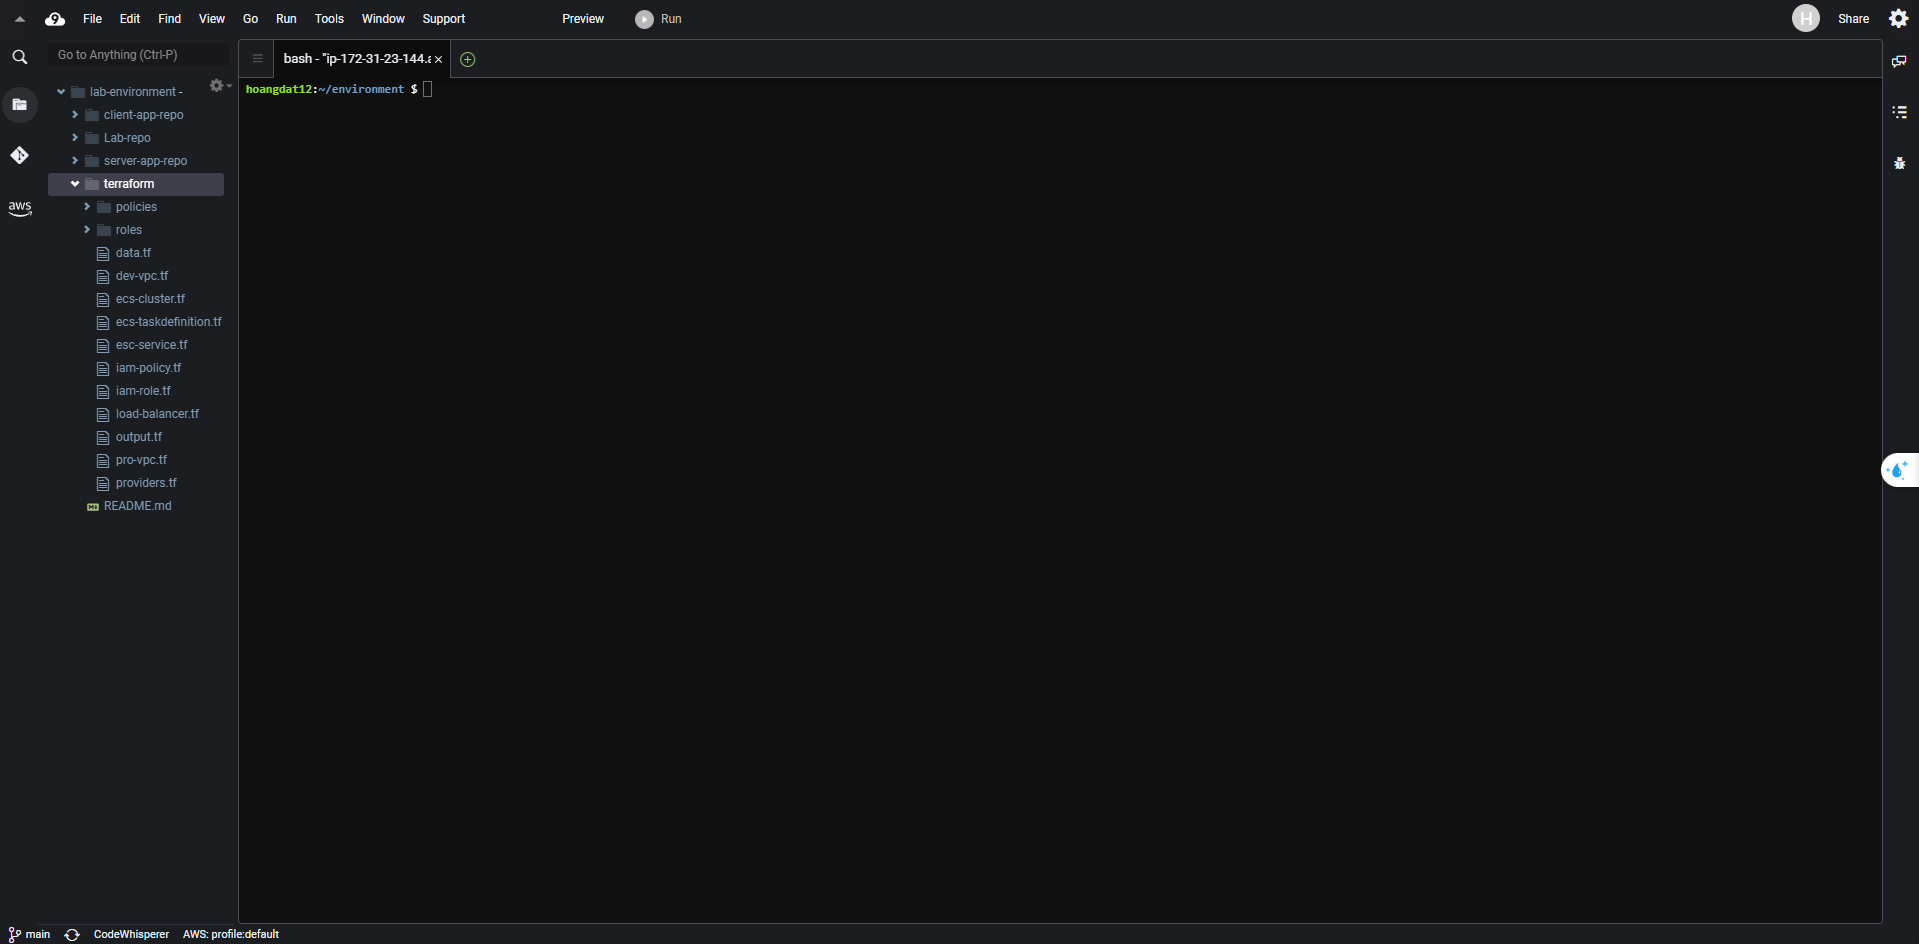 File Edit Find View Go Run Tools Window Support Preview Run H Share
9
Go to Anything (Ctrl-P)
bash - "ip-172-31-23-144.a
lab-environment -
client-app-repo
Lab-repo
server-app-repo
terraform
policies
roles
data.tf
dev-vpc.tf
ecs-cluster.tf
ecs-taskdefinition.tf
esc-service.tf
iam-policy.tf
iam-role.tf
load-balancer.tf
output.tf
pro-vpc.tf
providers.tf
README.md
aws
hoangdat12:~/environment $
main CodeWhisperer AWS: profile:default